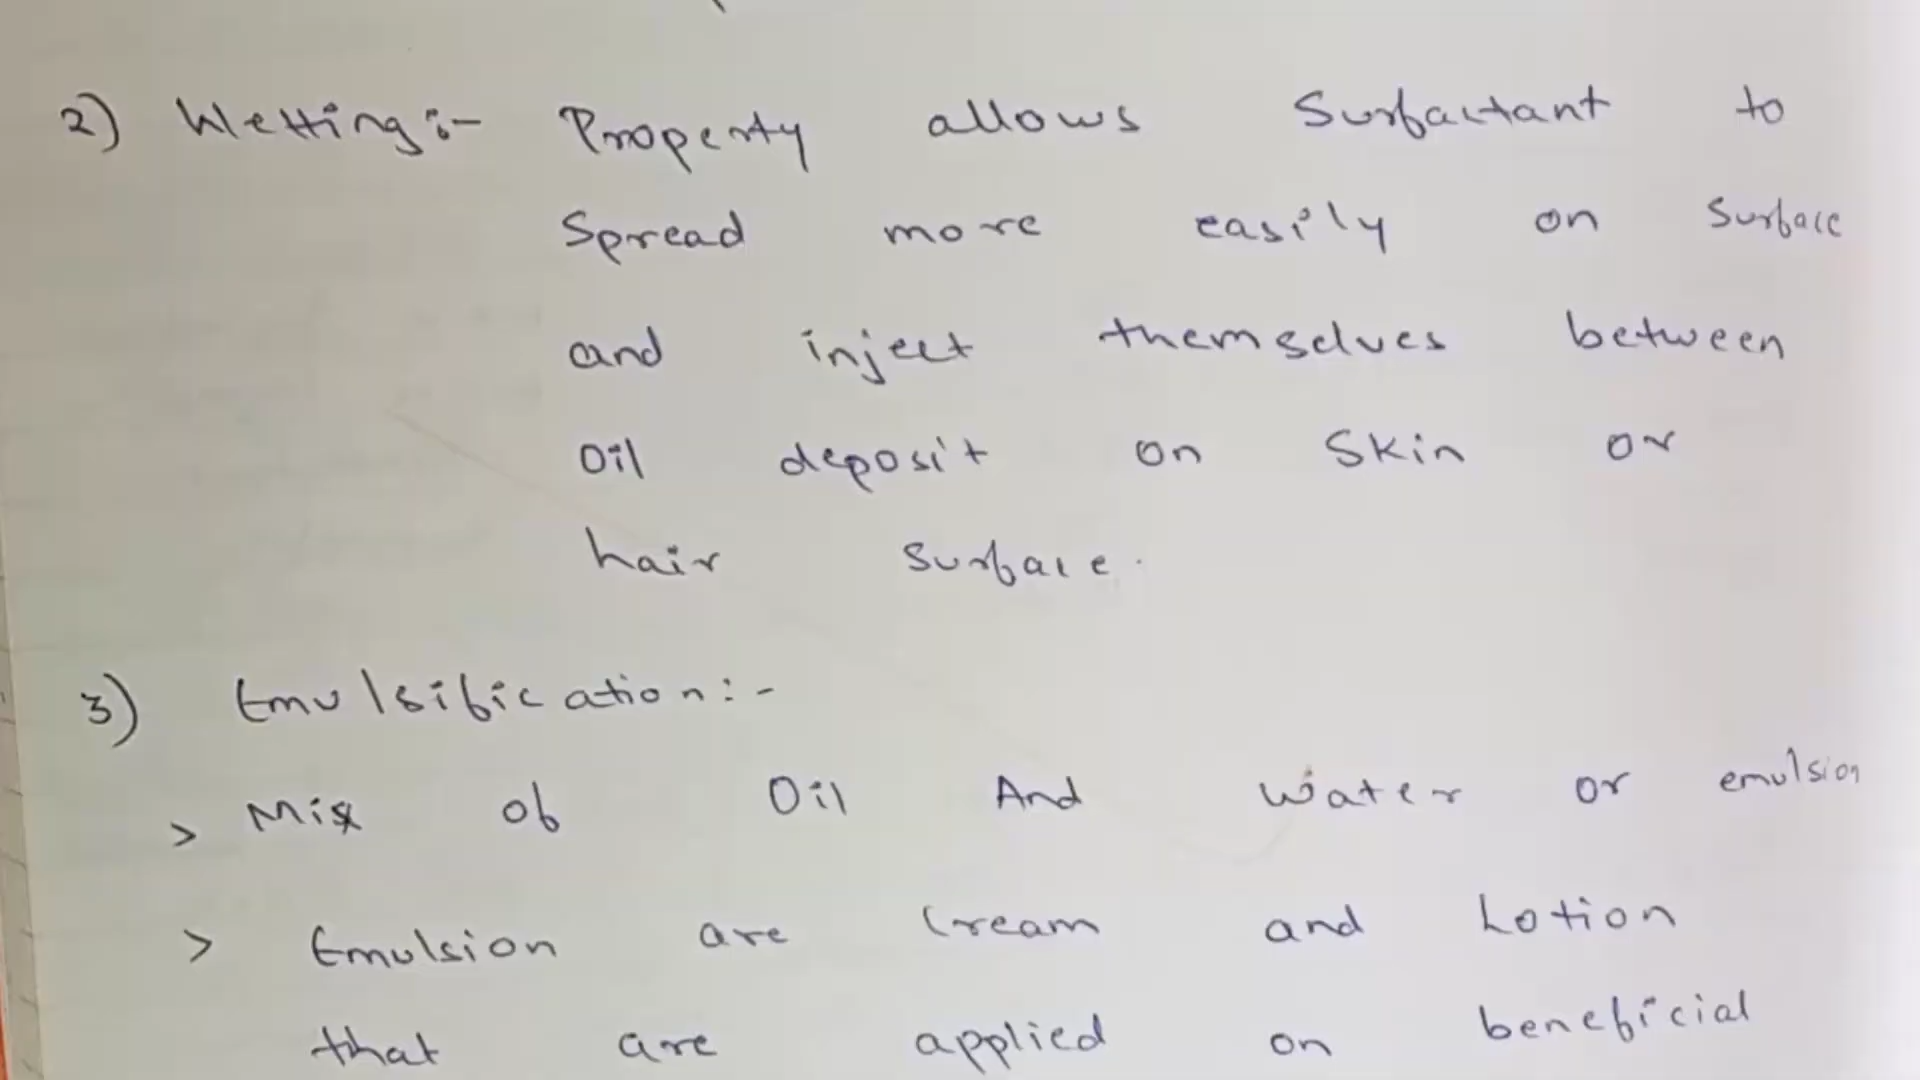 2) Wetting:- Property allows Surfactant to
Spread more easily on Surface
and inject themselves between
Oil deposit on Skin or
hair Surface.
3) Emulsification:-
> Mix of Oil And Water or emulsion
> Emulsion are Cream and Lotion
that are applied on beneficial